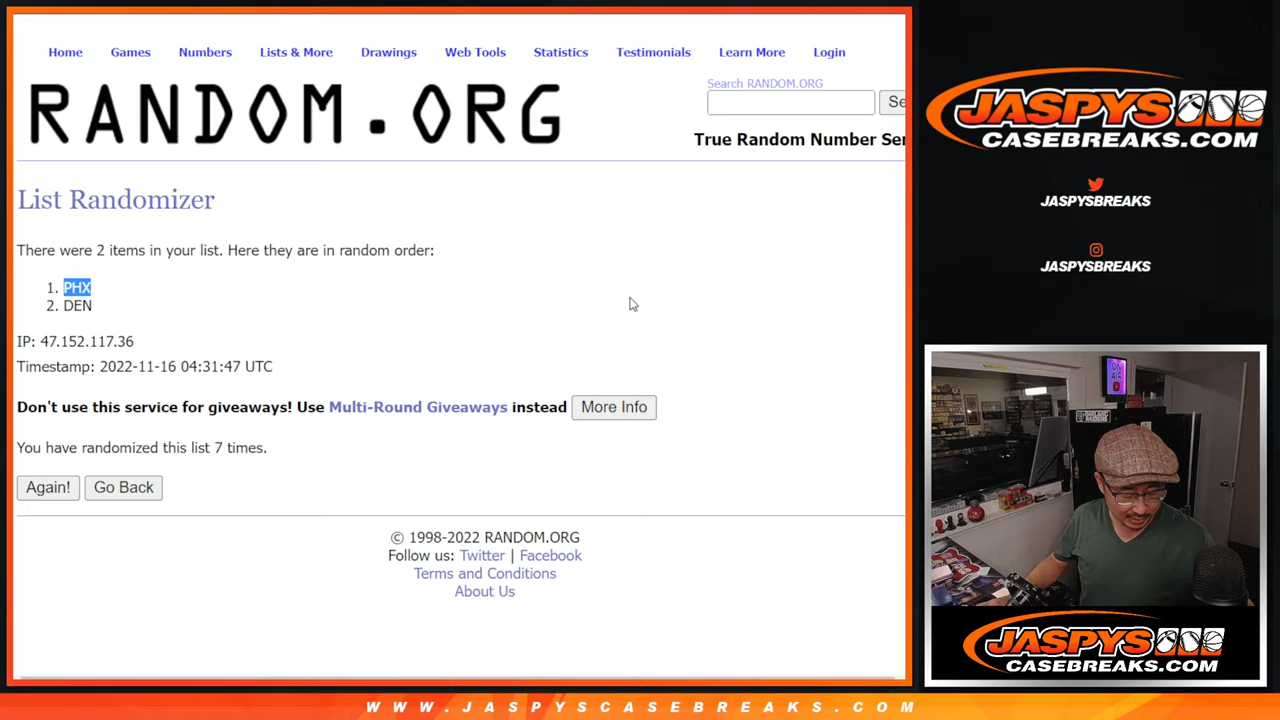 Home Games Numbers Lists & More Drawings Web Tools Statistics Testimonials Learn More Login
RANDOM.ORG
Search RANDOM.ORG
Se
True Random Number Ser
List Randomizer
There were 2 items in your list. Here they are in random order:
1. PHX
2. DEN
IP: 47.152.117.36
Timestamp: 2022-11-16 04:31:47 UTC
Don't use this service for giveaways! Use Multi-Round Giveaways instead More Info
You have randomized this list 7 times.
Again! Go Back
© 1998-2022 RANDOM.ORG
Follow us: Twitter | Facebook
Terms and Conditions
About Us
JASPYS
CASEBREAKS.COM
JASPYSBREAKS
JASPYSBREAKS
ON
AIR
JASPYS
CASEBREAKS.COM
WWW.JASPYSCASEBREAKS.COM